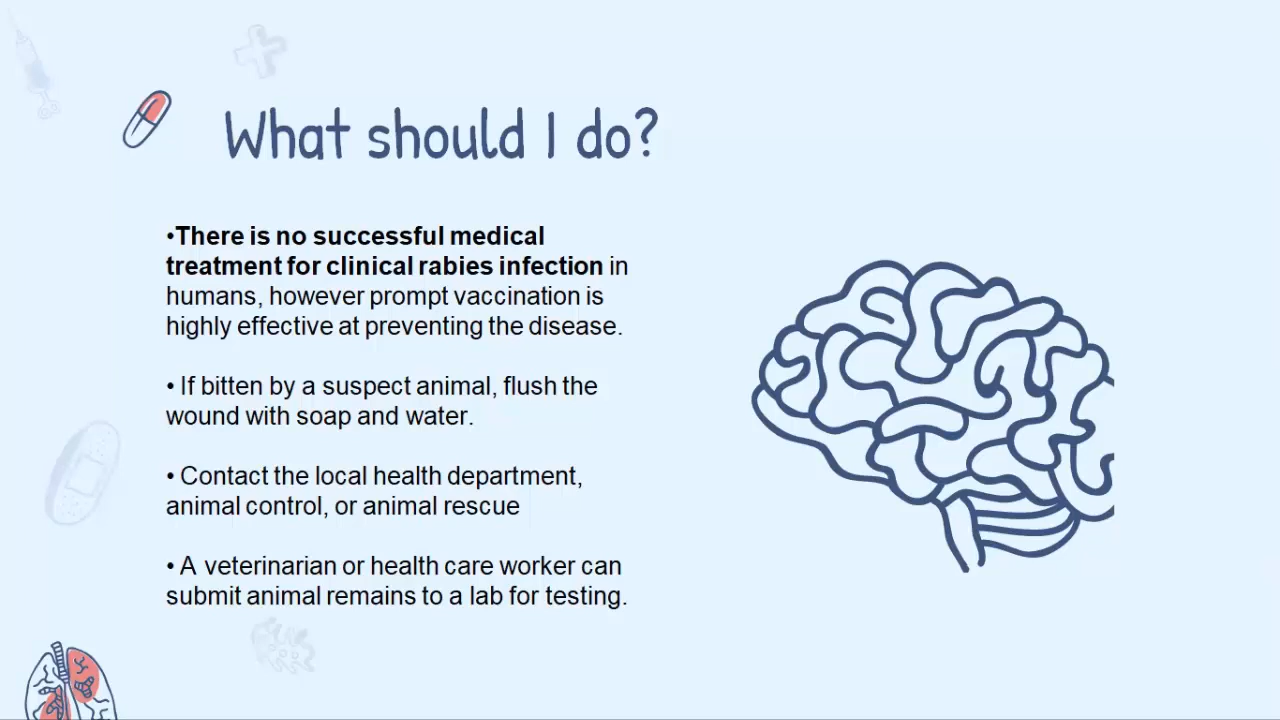 What should I do?
•There is no successful medical
treatment for clinical rabies infection in
humans, however prompt vaccination is
highly effective at preventing the disease.
• If bitten by a suspect animal, flush the
wound with soap and water.
• Contact the local health department,
animal control, or animal rescue
• A veterinarian or health care worker can
submit animal remains to a lab for testing.